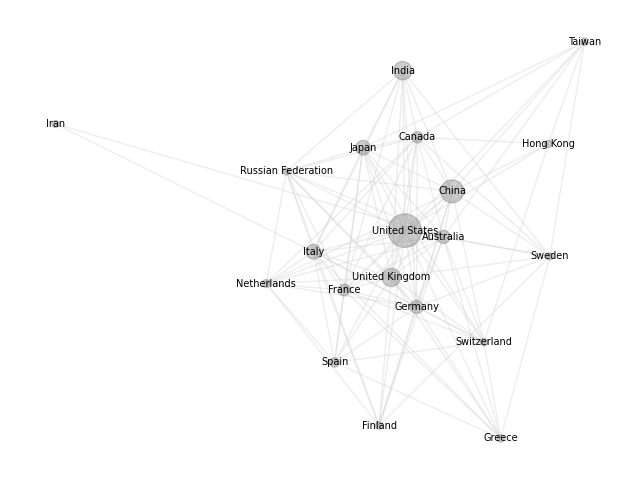 Taiwan
India
Iran
Canada
Hong Kong
Japan
Russian Federation
China
United States
Australia
Italy
Sweden
United Kingdom
Netherlands
France
Germany
Switzerland
Spain
Finland
Greece